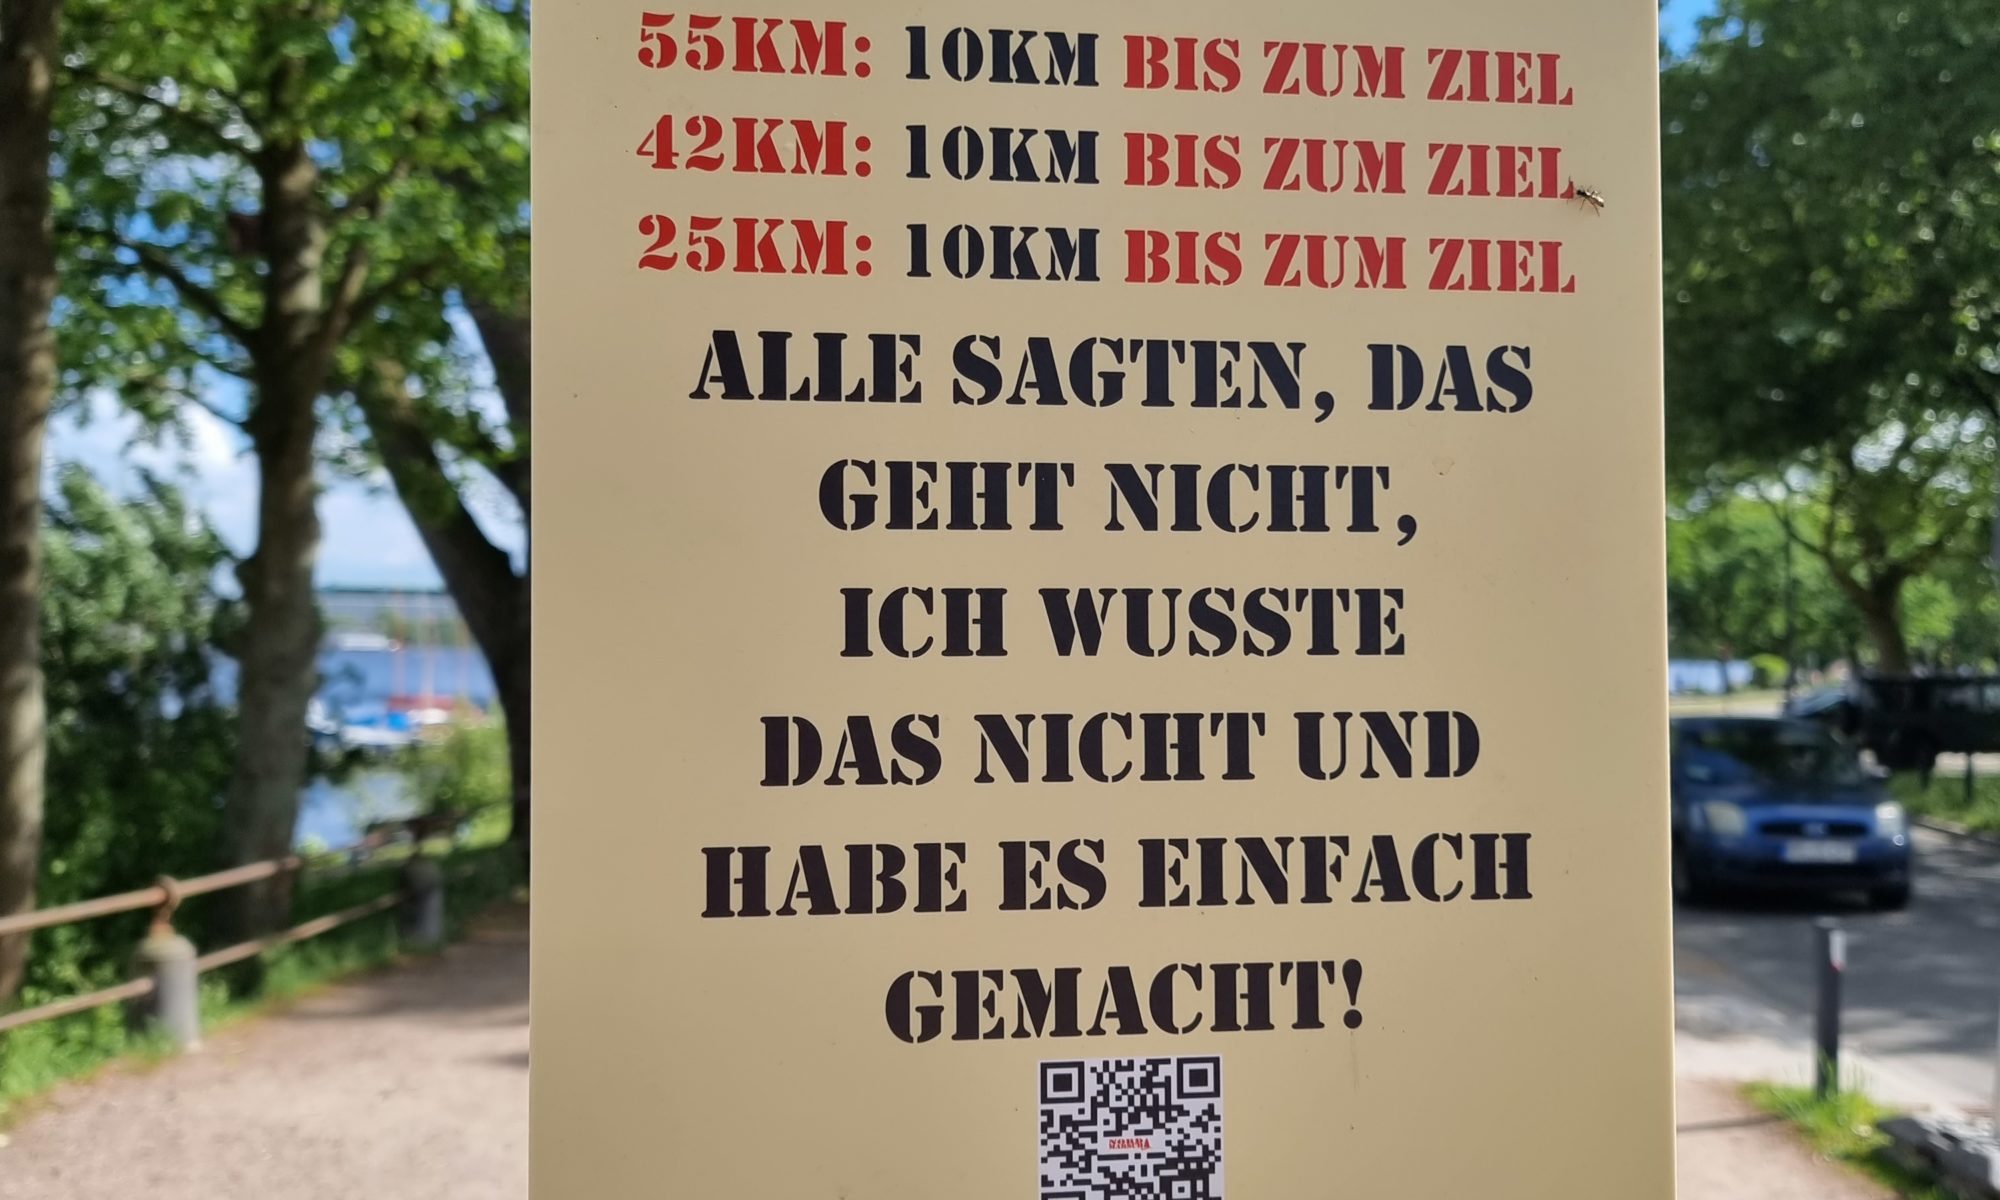 55KM: 10KM BIS ZUM ZIEL
42KM: 10KM BIS ZUM ZIEL
25KM: 10KM BIS ZUM ZIEL
ALLE SAGTEN, DAS
GEHT NICHT,
ICH WUSSTE
DAS NICHT UND
HABE ES EINFACH
GEMACHT!